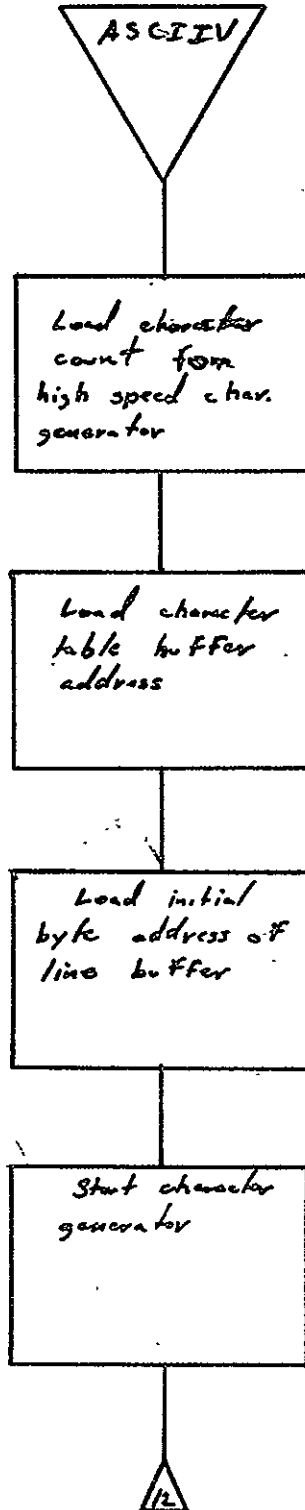 ASCIIV
Load character
count from
high speed char.
generator
Load character
table buffer
address
Load initial
byte address of
line buffer
Start character
generator
12